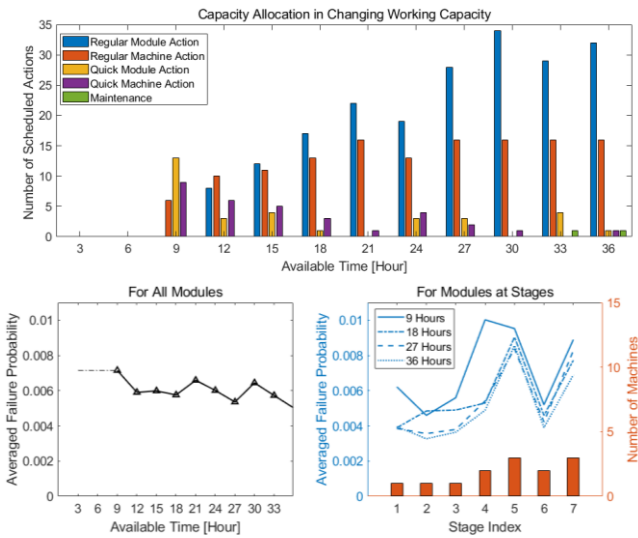 Capacity Allocation in Changing Working Capacity
Number of Scheduled Actions
35
30
25
20
15
10
5
0
Regular Module Action
Regular Machine Action
Quick Module Action
Quick Machine Action
Maintenance
3 6 9 12 15 18 21 24 27 30 33 36
Available Time [Hour]
For All Modules
Averaged Failure Probability
0.01
0.008
0.006
0.004
0.002
0
3 6 9 12 15 18 21 24 27 30 33
Available Time [Hour]
For Modules at Stages
Averaged Failure Probability
0.01
0.008
0.006
0.004
0.002
0
9 Hours
18 Hours
27 Hours
36 Hours
15
10
5
0
Number of Machines
1 2 3 4 5 6 7
Stage Index